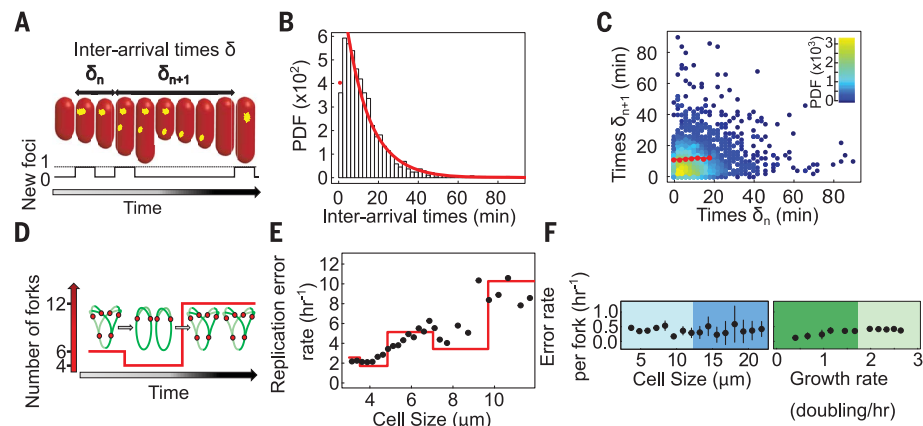 A
Inter-arrival times δ
δn
δn+1
New foci
1
0
Time
B
PDF (x10²)
6
5
4
3
2
1
0
0 20 40 60 80
Inter-arrival times (min)
C
Times δn+1 (min)
80
60
40
20
0
0 20 40 60 80
Times δn (min)
PDF (x10³)
3
2
1
0
D
Number of forks
12
6
4
Time
E
Replication error
rate (hr⁻¹)
12
10
8
6
4
2
0
4 6 8 10
Cell Size (μm)
F
Error rate
per fork (hr⁻¹)
1.0
0.5
0.0
5 10 15 20
Cell Size (μm)
0 1 2 3
Growth rate
(doubling/hr)